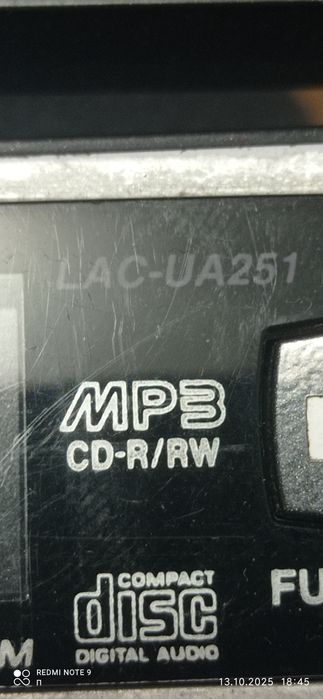 LAC-UA251
MP3
CD-R/RW
COMPACT
disc
DIGITAL AUDIO
FU
M
REDMI NOTE 9
П
13.10.2025 18:45